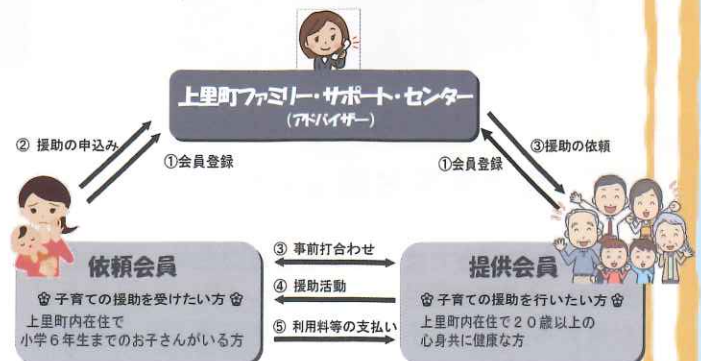 上里町ファミリー・サポート・センター
(アドバイザー)
② 援助の申込み
①会員登録
①会員登録
③援助の依頼
依頼会員
✿子育ての援助を受けたい方✿
上里町内在住で
小学6年生までのお子さんがいる方
③ 事前打合わせ
④ 援助活動
⑤ 利用料等の支払い
提供会員
✿子育ての援助を行いたい方✿
上里町内在住で20歳以上の
心身共に健康な方